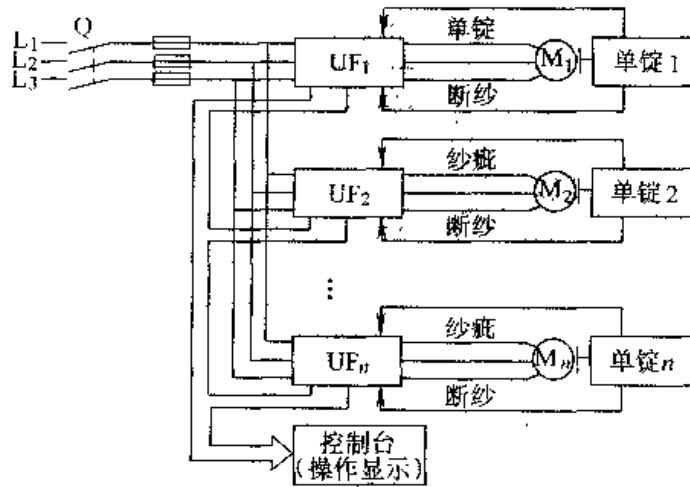 L1
L2
L3
Q
UF1
单锭
断纱
M1
单锭 1
UF2
纱疵
断纱
M2
单锭 2
⋮
UFn
纱疵
断纱
Mn
单锭n
控制台
(操作显示)